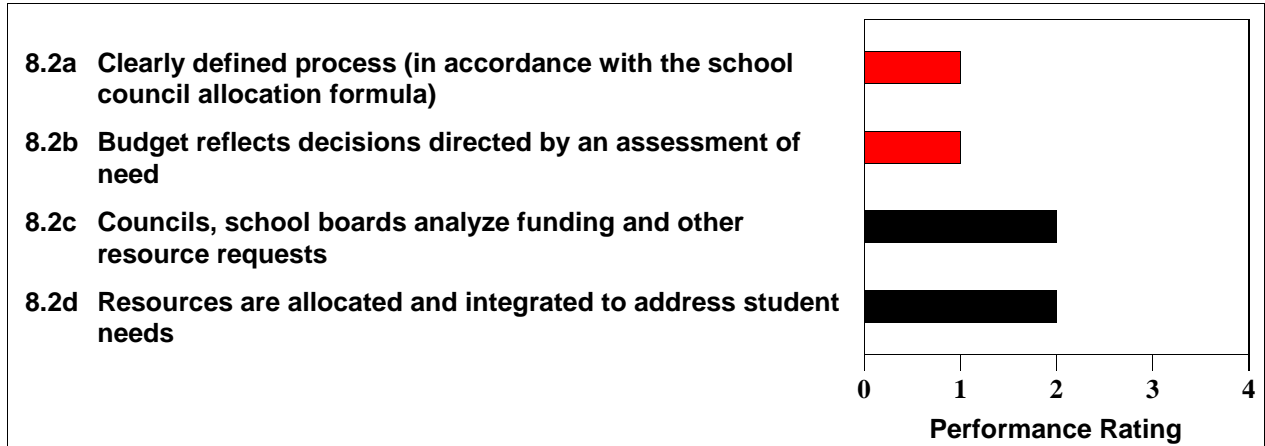 8.2a Clearly defined process (in accordance with the school
council allocation formula)
8.2b Budget reflects decisions directed by an assessment of
need
8.2c Councils, school boards analyze funding and other
resource requests
8.2d Resources are allocated and integrated to address student
needs
0 1 2 3 4
Performance Rating